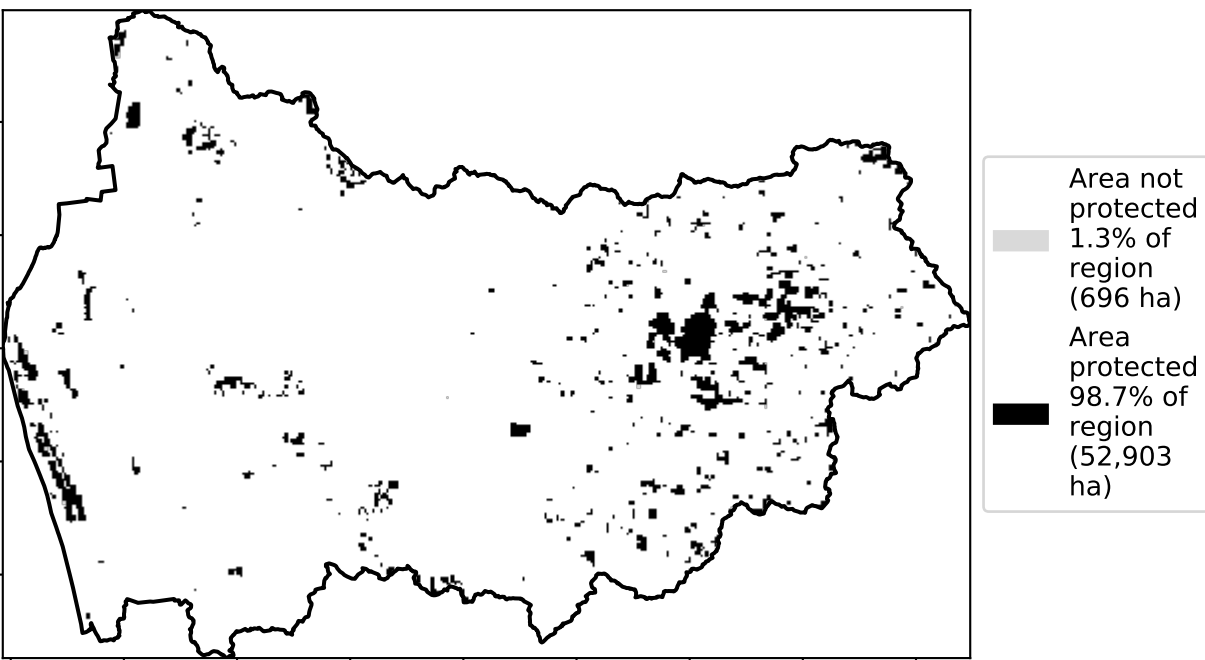 Area not
protected
1.3% of
region
(696 ha)
Area
protected
98.7% of
region
(52,903
ha)